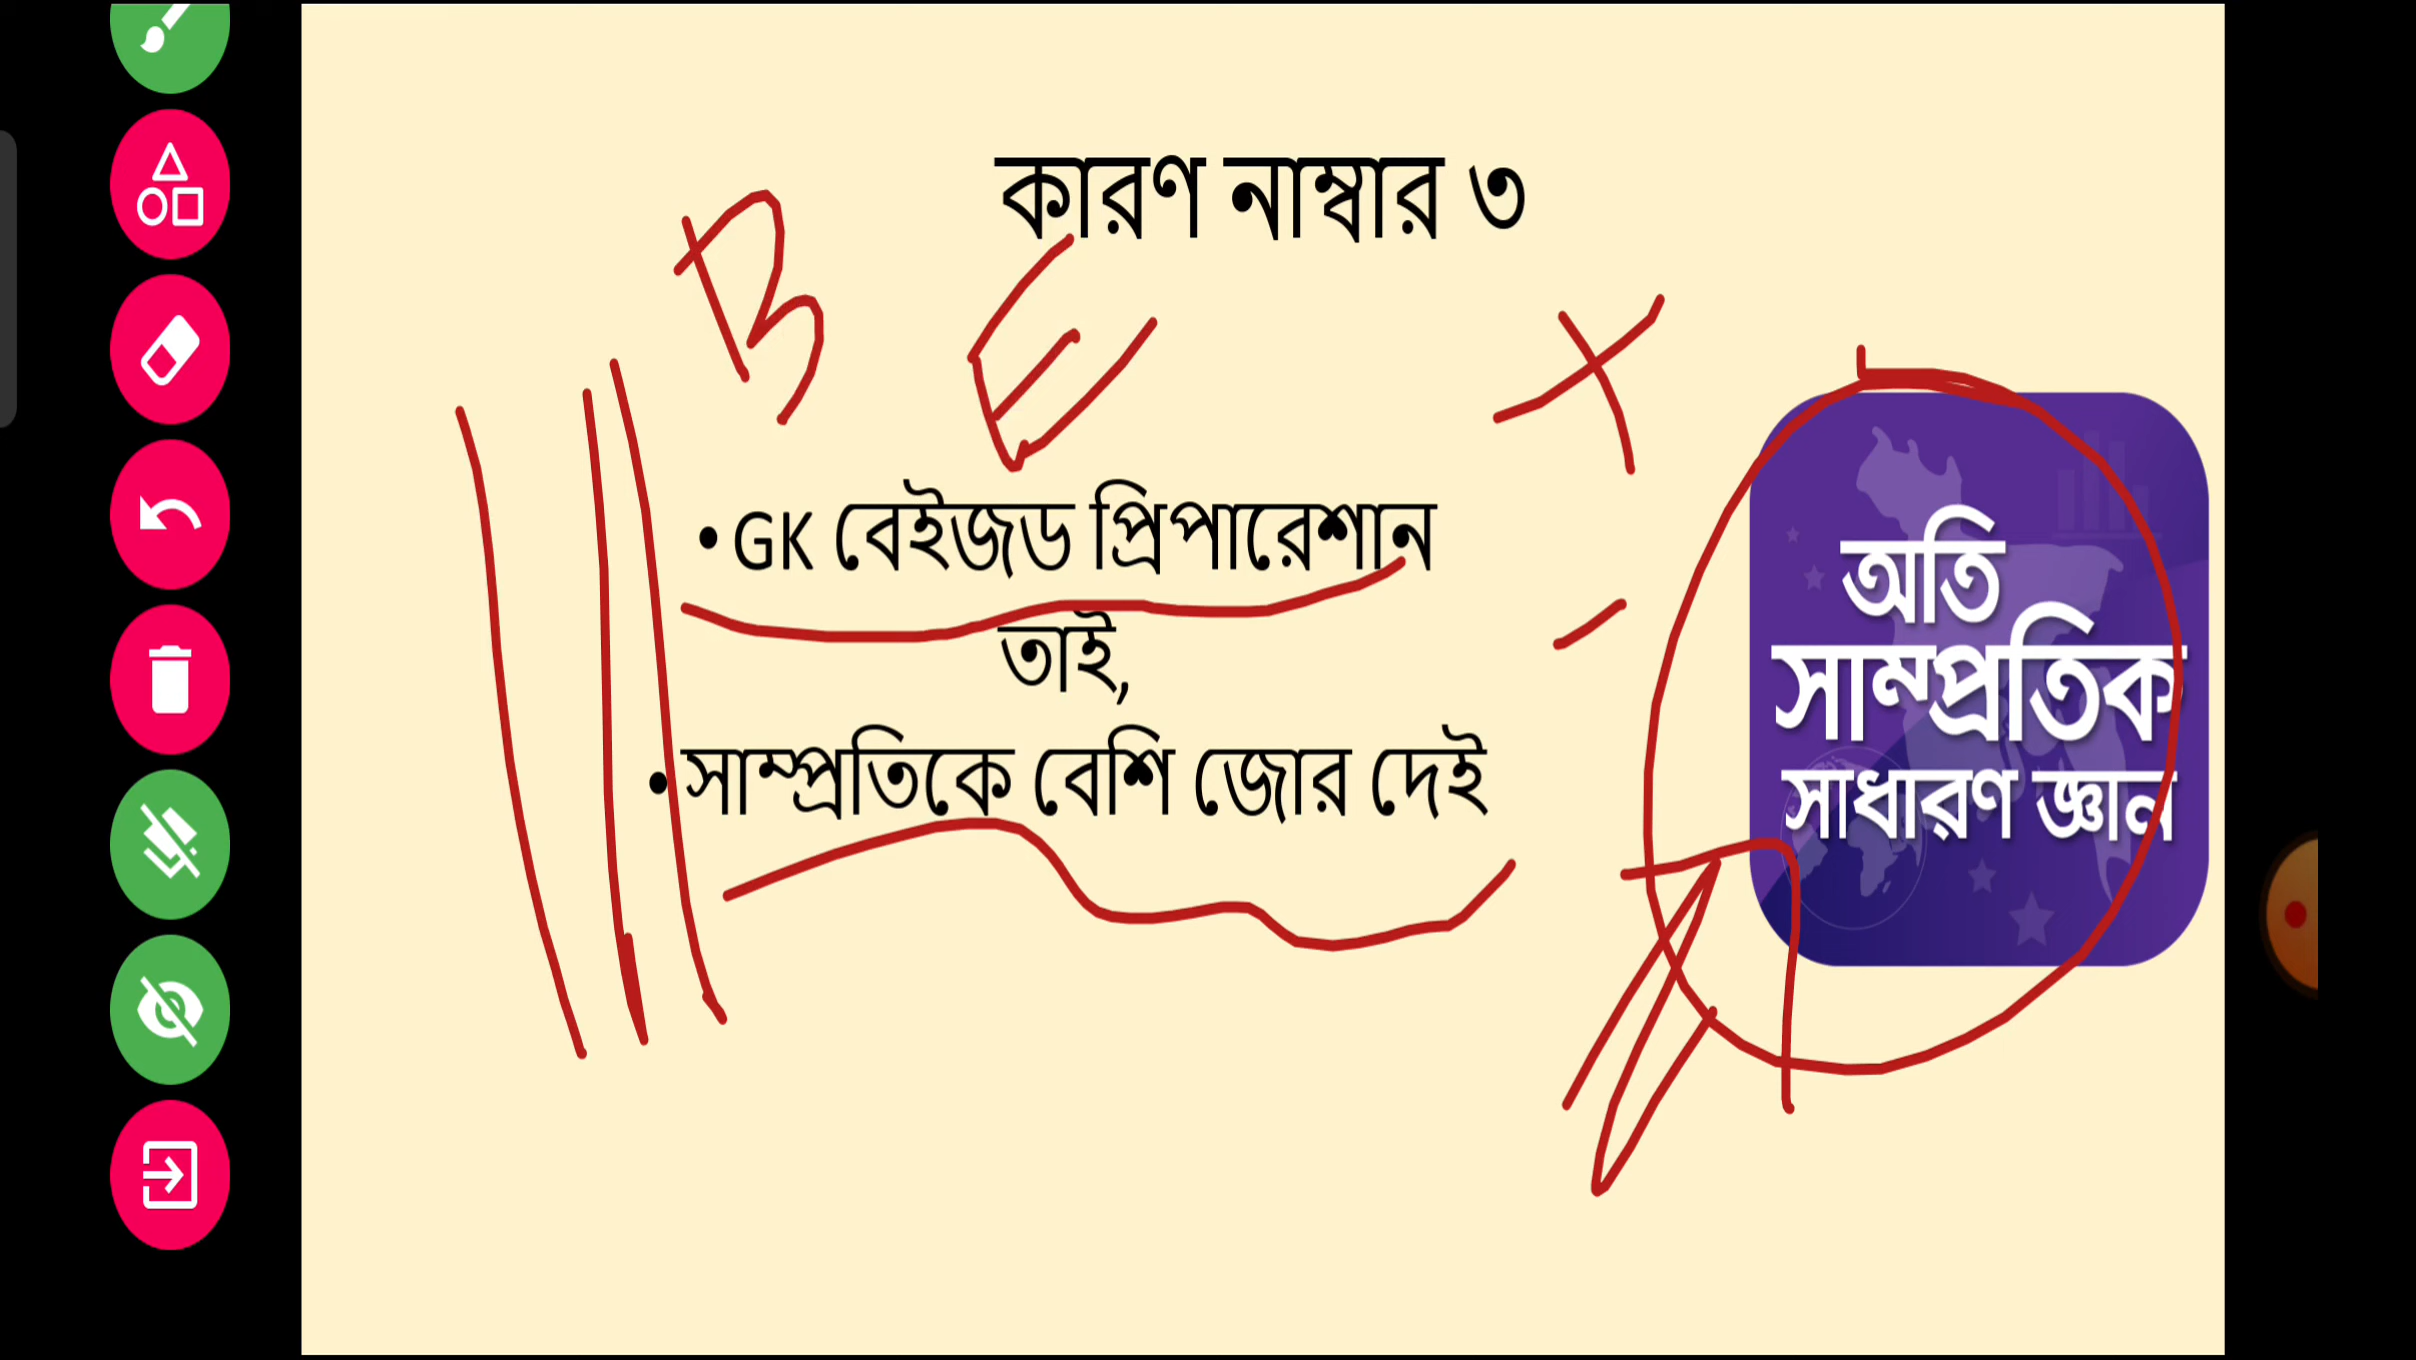 কারণ নাম্বার ৩
B E
• GK বেইজড প্রিপারেশান
তাই,
• সাম্প্রতিকে বেশি জোর দেই
অতি
সাম্প্রতিক
সাধারণ জ্ঞান